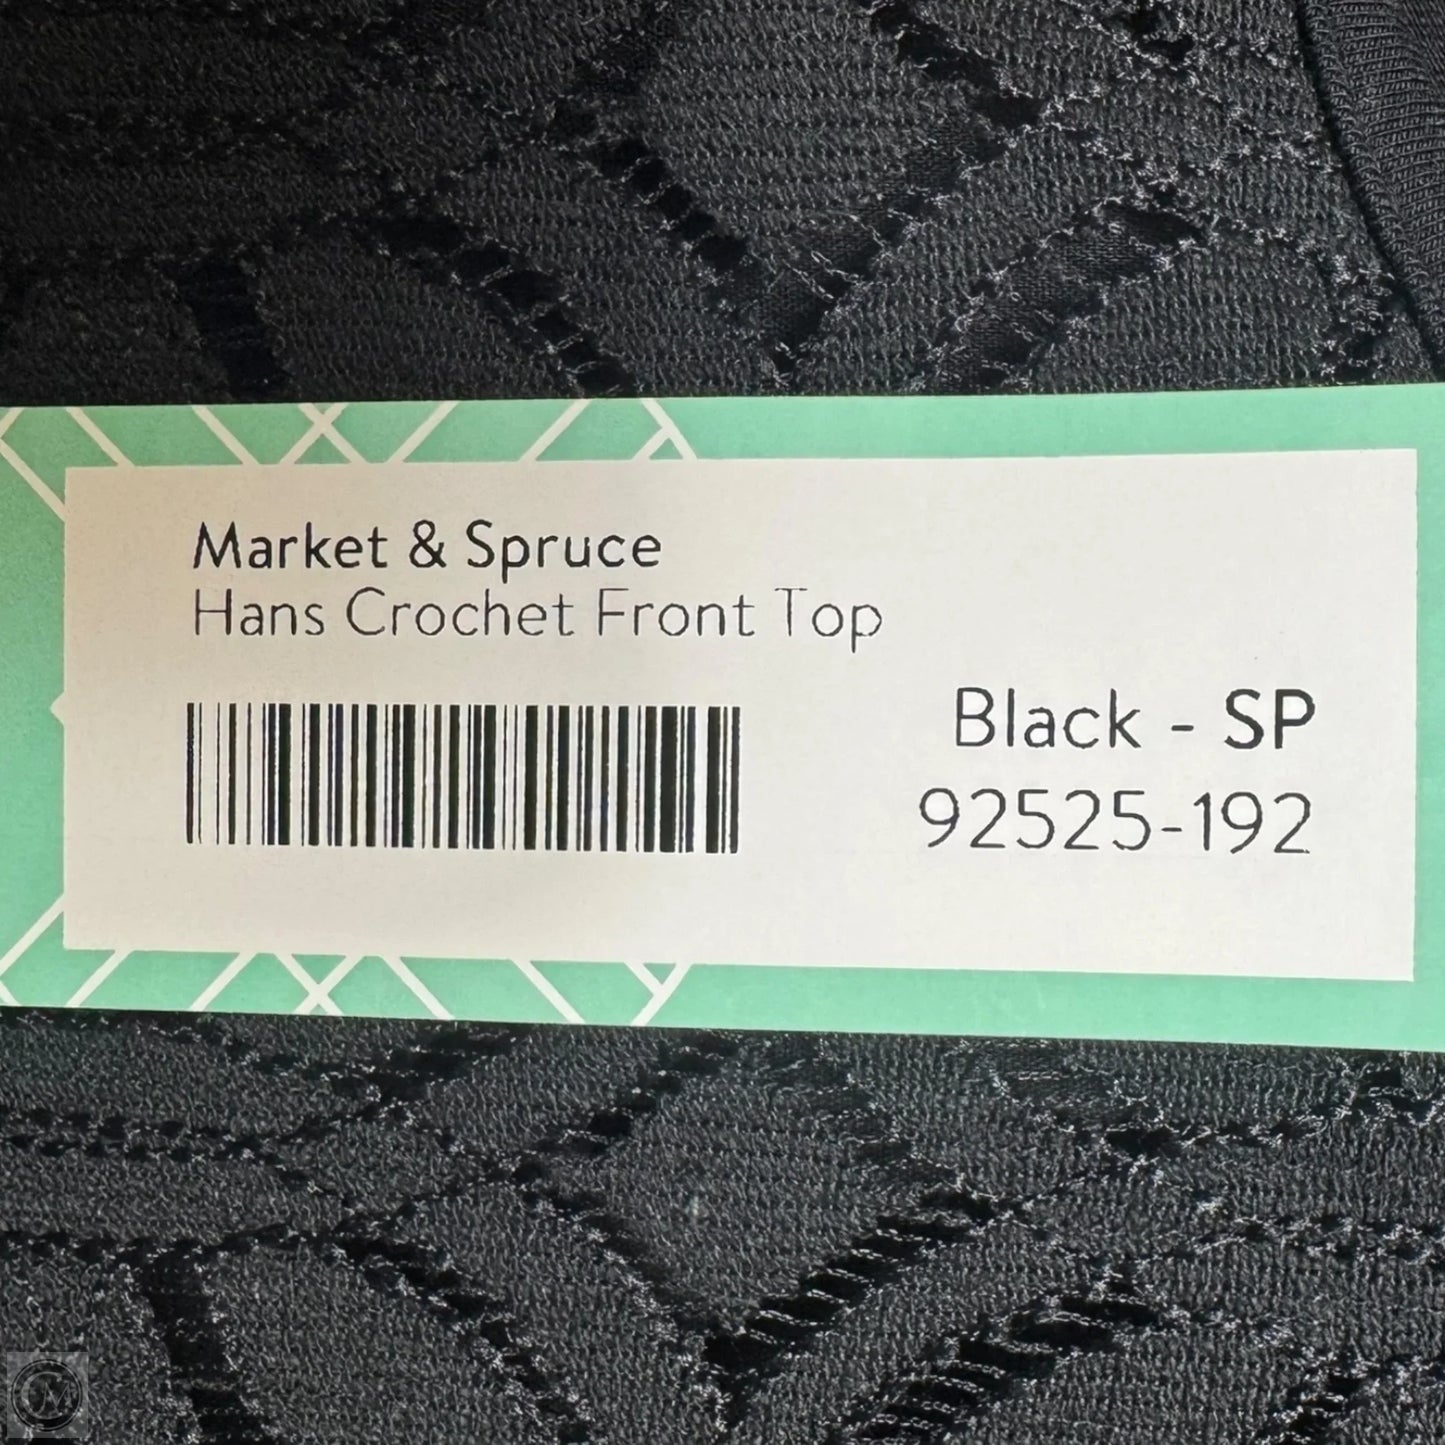 Market & Spruce
Hans Crochet Front Top
Black - SP
92525-192